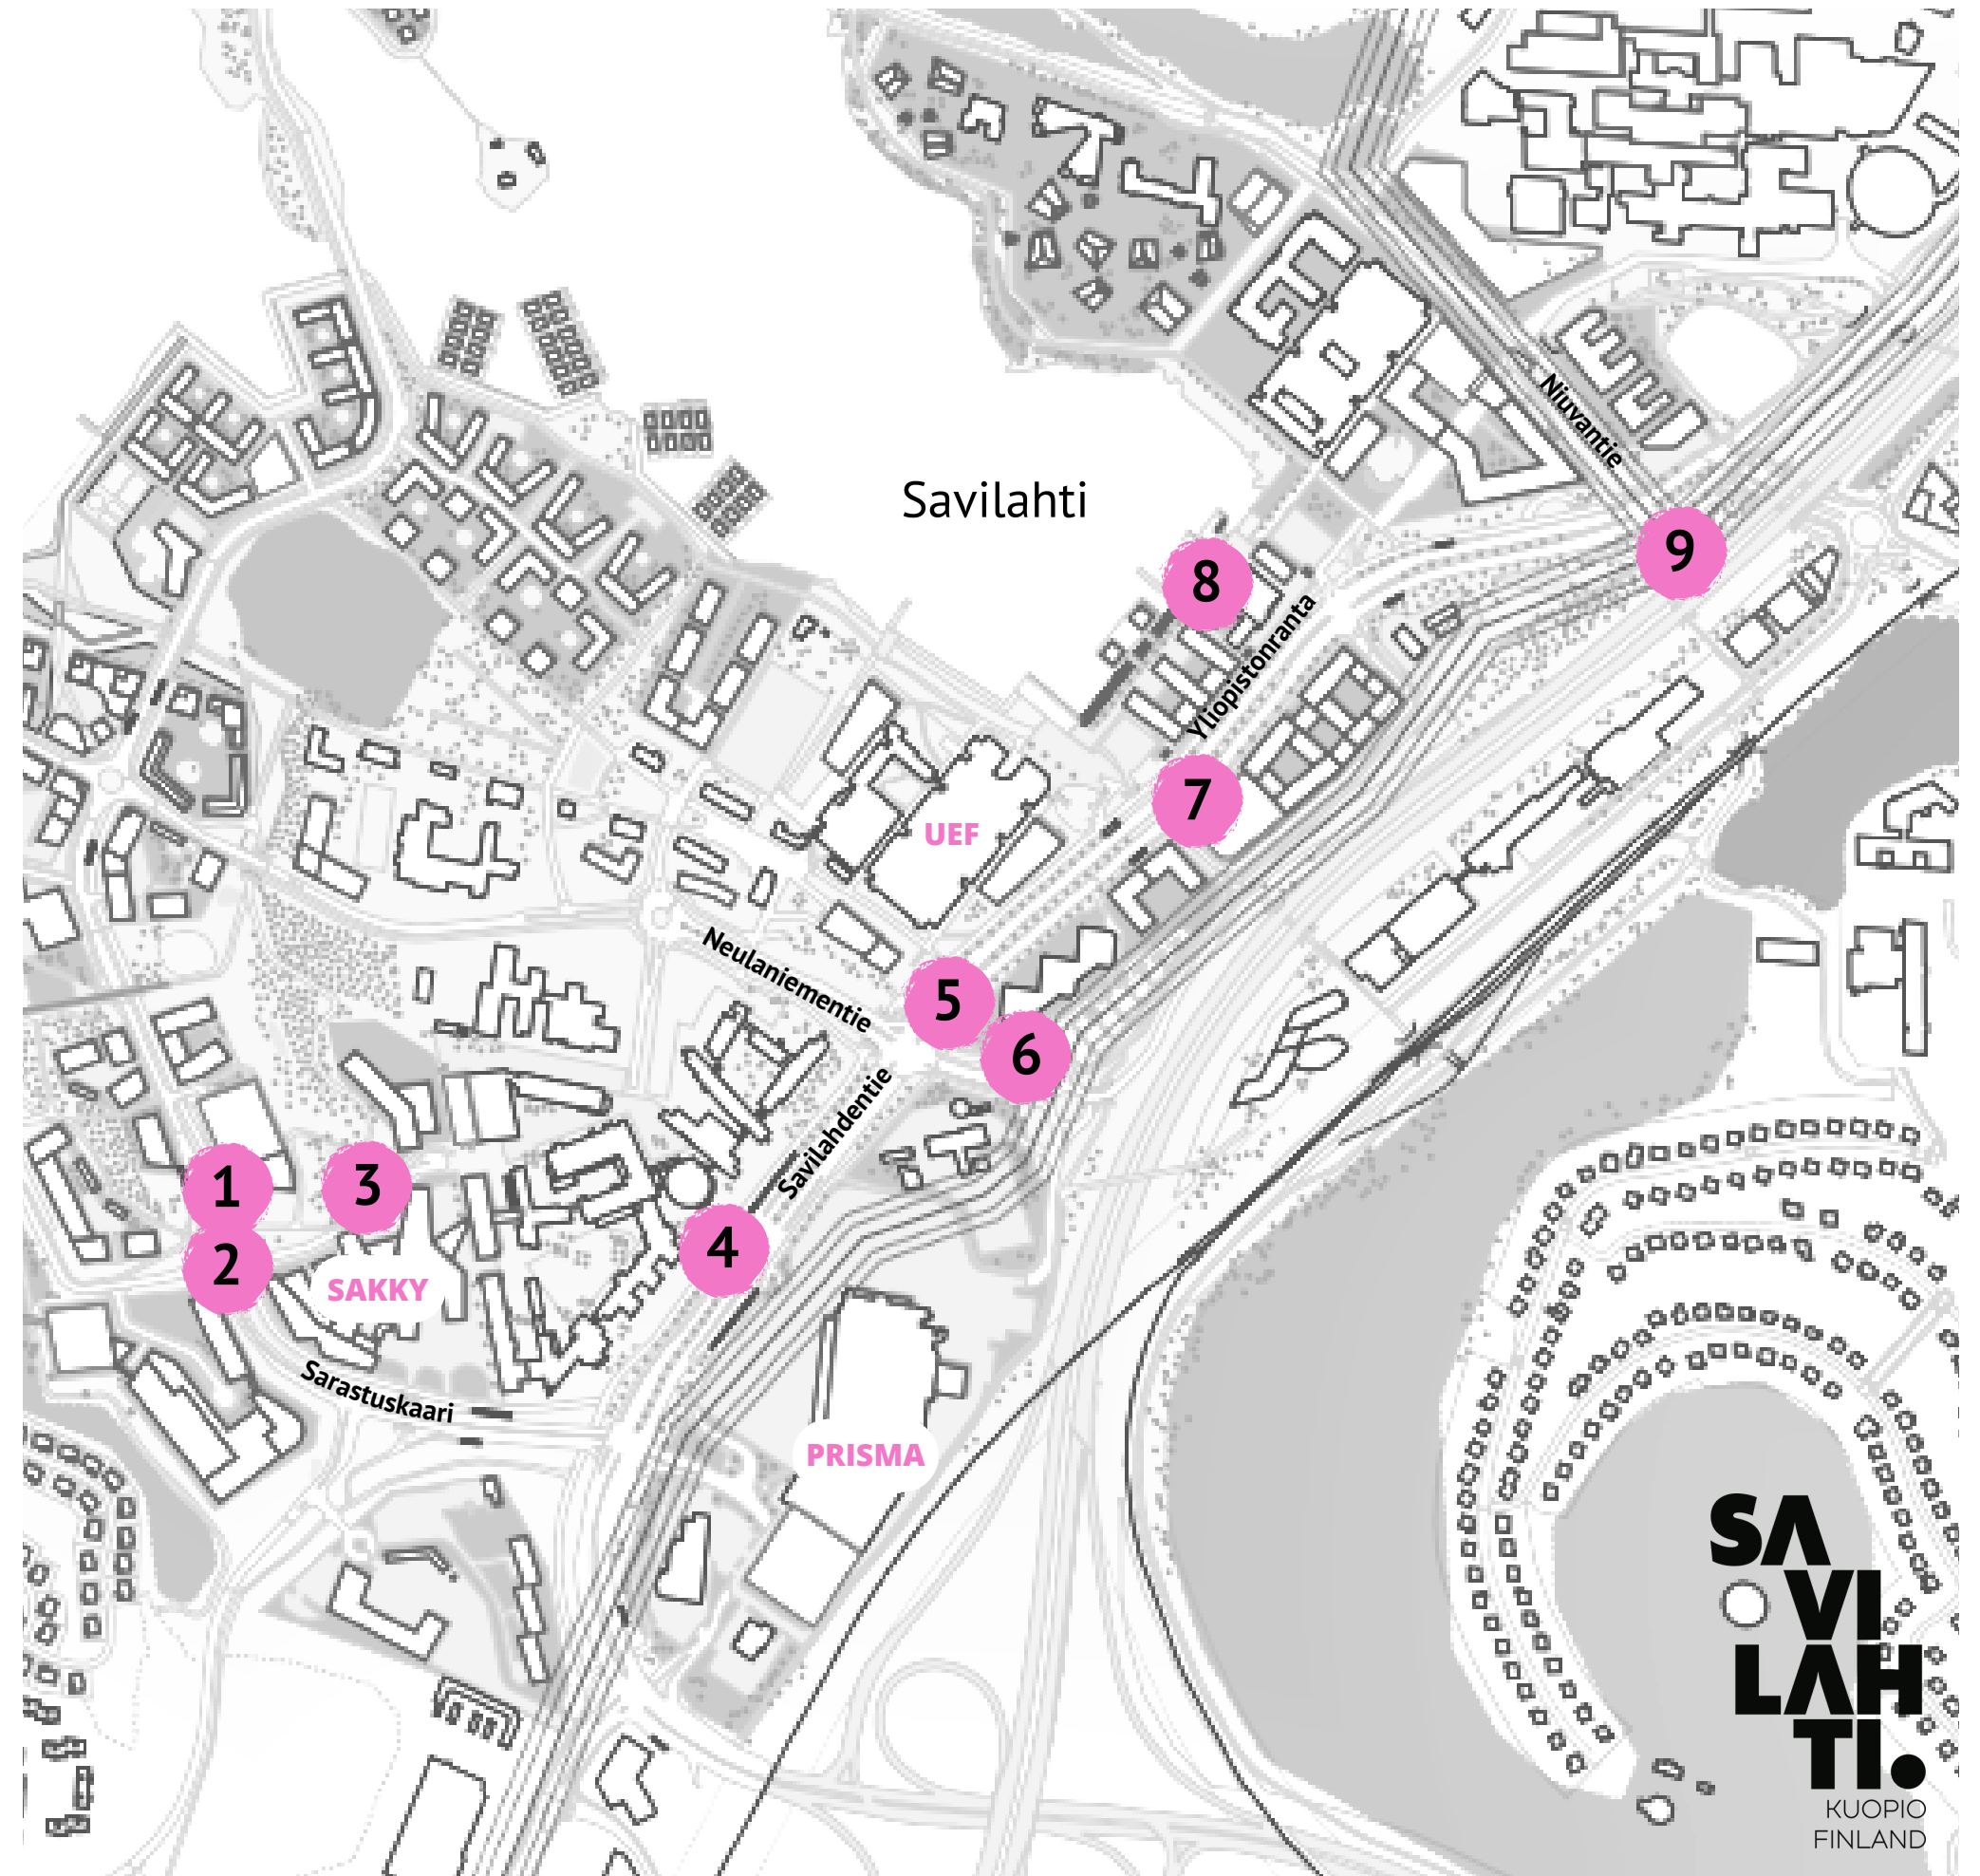 Niuvantie
Savilahti
9
8
Yliopistonranta
7
UEF
Neulaniementie
5
6
Savilahdentie
1
3
2
4
SAKKY
Sarastuskaari
PRISMA
SA
VI
LAH
TI.
KUOPIO
FINLAND